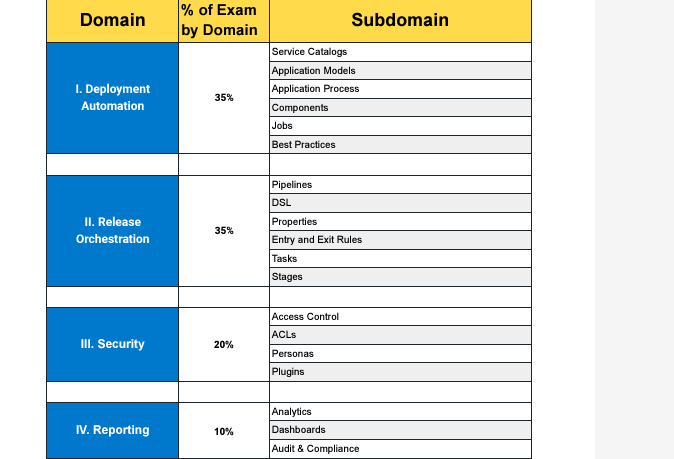 Domain
% of Exam
by Domain
Subdomain
I. Deployment
Automation
35%
Service Catalogs
Application Models
Application Process
Components
Jobs
Best Practices
II. Release
Orchestration
35%
Pipelines
DSL
Properties
Entry and Exit Rules
Tasks
Stages
III. Security
20%
Access Control
ACLs
Personas
Plugins
IV. Reporting
10%
Analytics
Dashboards
Audit & Compliance